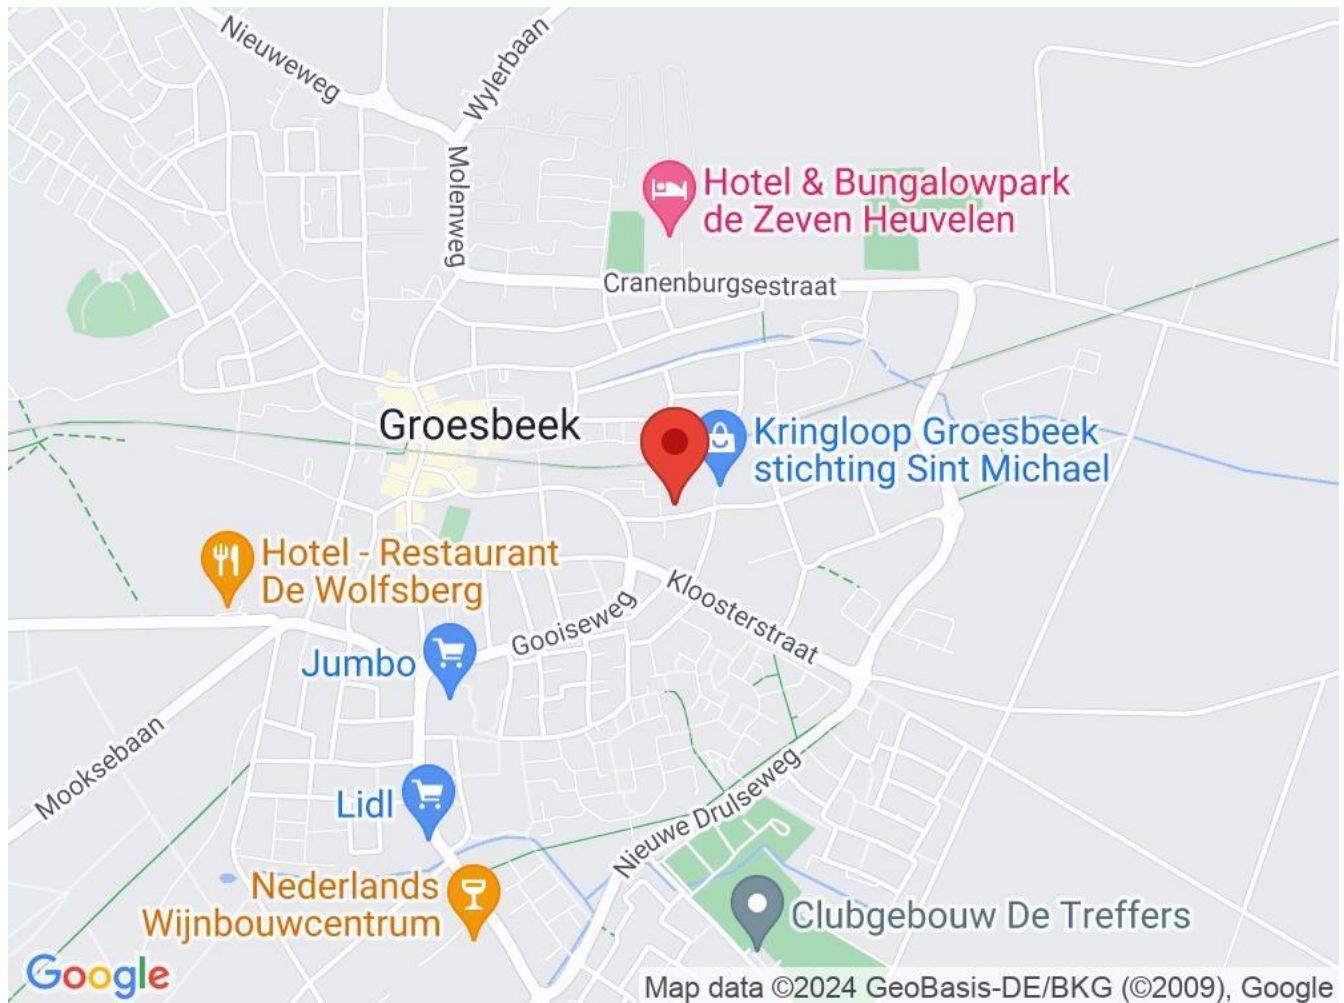 Nieuweweg
Wylerbaan
Molenweg
Hotel & Bungalowpark
de Zeven Heuvelen
Cranenburgsestraat
Groesbeek
Kringloop Groesbeek
stichting Sint Michael
Hotel - Restaurant
De Wolfsberg
Kloosterstraat
Gooiseweg
Jumbo
Mooksebaan
Lidl
Nieuwe Drulseweg
Nederlands
Wijnbouwcentrum
Clubgebouw De Treffers
Google
Map data ©2024 GeoBasis-DE/BKG (©2009), Google